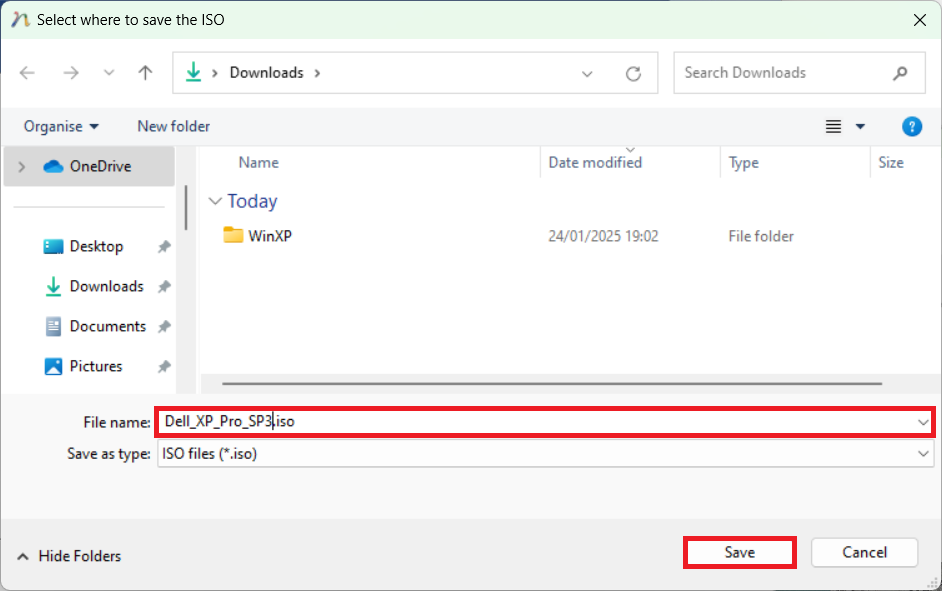 Select where to save the ISO
Downloads
Search Downloads
Organise
New folder
?
OneDrive
Desktop
Downloads
Documents
Pictures
Name
Date modified
Type
Size
Today
WinXP
24/01/2025 19:02
File folder
File name: Dell_XP_Pro_SP3.iso
Save as type: ISO files (*.iso)
Hide Folders
Save
Cancel